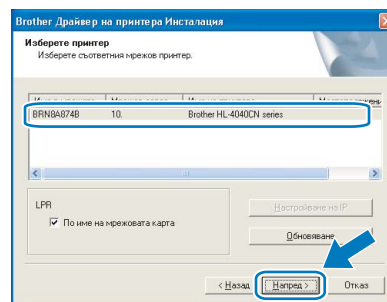 Brother Драйвер на принтера Инсталация
Изберете принтер
Изберете съответния мрежов принтер.
BRN8A874B 10. Brother HL-4040CN series
LPR
По име на мрежовата карта
Настройване на IP
Обновяване
< Назад Напред > Отказ